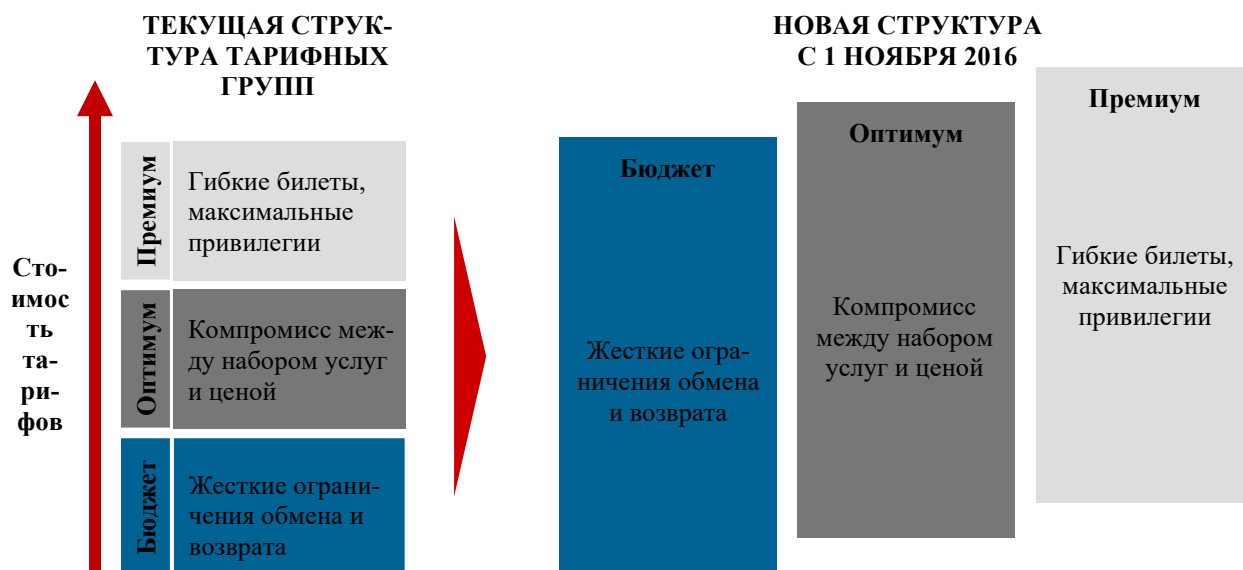 ТЕКУЩАЯ СТРУК-
ТУРА ТАРИФНЫХ
ГРУПП
Сто-
имос
ть
та-
ри-
фов
Премиум
Гибкие билеты,
максимальные
привилегии
Оптимум
Компромисс меж-
ду набором услуг
и ценой
Бюджет
Жесткие ограни-
чения обмена и
возврата
НОВАЯ СТРУКТУРА
С 1 НОЯБРЯ 2016
Бюджет
Жесткие огра-
ничения обмена
и возврата
Оптимум
Компромисс
между набором
услуг и ценой
Премиум
Гибкие билеты,
максимальные
привилегии